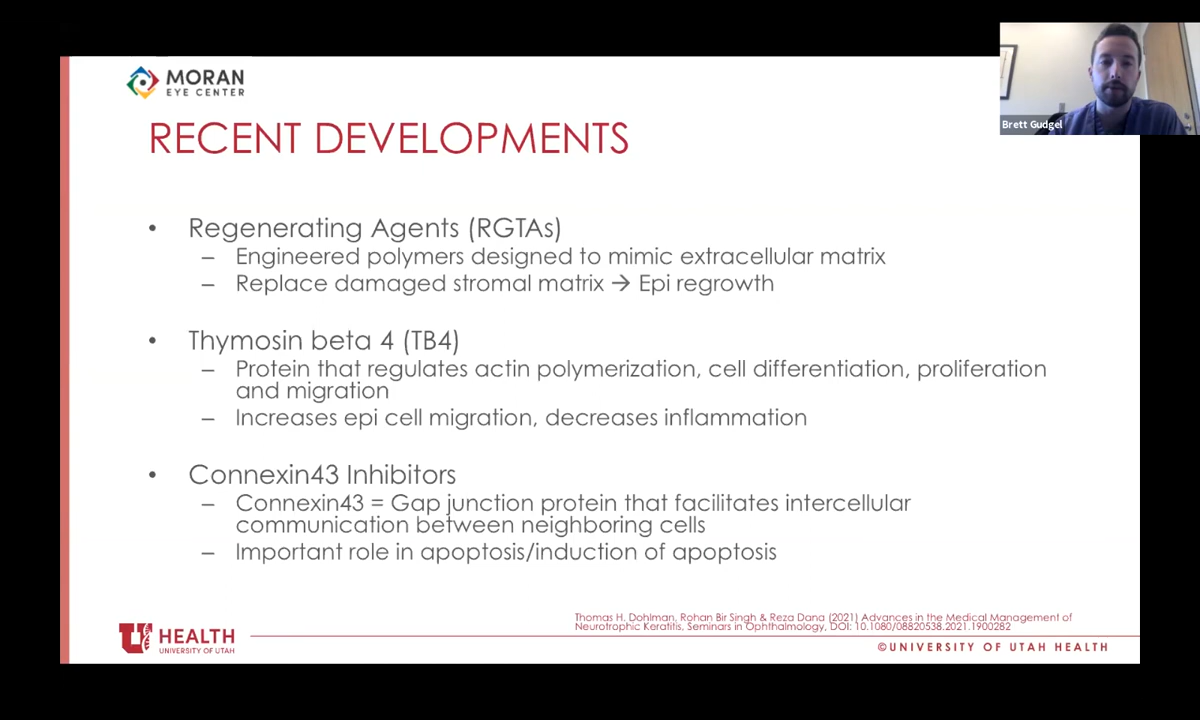 MORAN
EYE CENTER
Brett Gudgel
RECENT DEVELOPMENTS
• Regenerating Agents (RGTAs)
– Engineered polymers designed to mimic extracellular matrix
– Replace damaged stromal matrix → Epi regrowth
• Thymosin beta 4 (TB4)
– Protein that regulates actin polymerization, cell differentiation, proliferation
and migration
– Increases epi cell migration, decreases inflammation
• Connexin43 Inhibitors
– Connexin43 = Gap junction protein that facilitates intercellular
communication between neighboring cells
– Important role in apoptosis/induction of apoptosis
Thomas H. Dohlman, Rohan Bir Singh & Reza Dana (2021) Advances in the Medical Management of
Neurotrophic Keratitis, Seminars in Ophthalmology, DOI: 10.1080/08820538.2021.1900282
U HEALTH
UNIVERSITY OF UTAH
©UNIVERSITY OF UTAH HEALTH